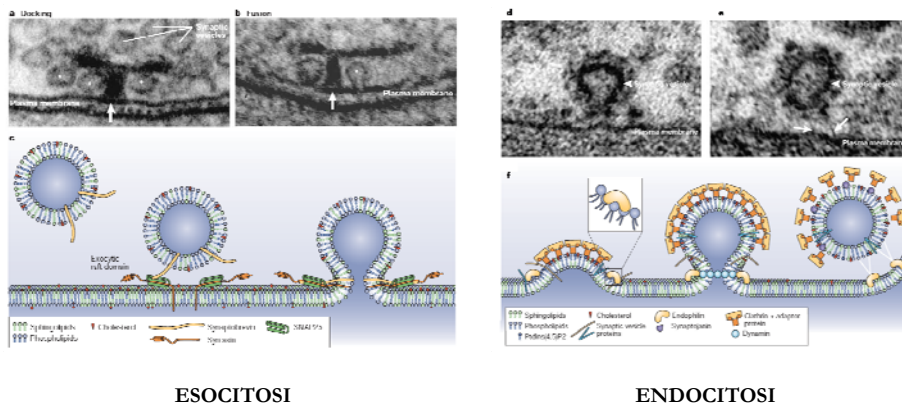 a Docking
Synaptic
vesicles
Plasma membrane
b Fusion
Plasma membrane
c
Exocytic
raft domain
Sphingolipids
Phospholipids
Cholesterol
Synaptobrevin
Syntaxin
SNAP25
ESOCITOSI
d
Synaptic vesicle
Plasma membrane
e
Synaptic vesicle
Plasma membrane
f
Sphingolipids
Phospholipids
PtdIns(4,5)P2
Cholesterol
Synaptic vesicle
proteins
Endophilin
Synaptojanin
Clathrin + adaptor
protein
Dynamin
ENDOCITOSI